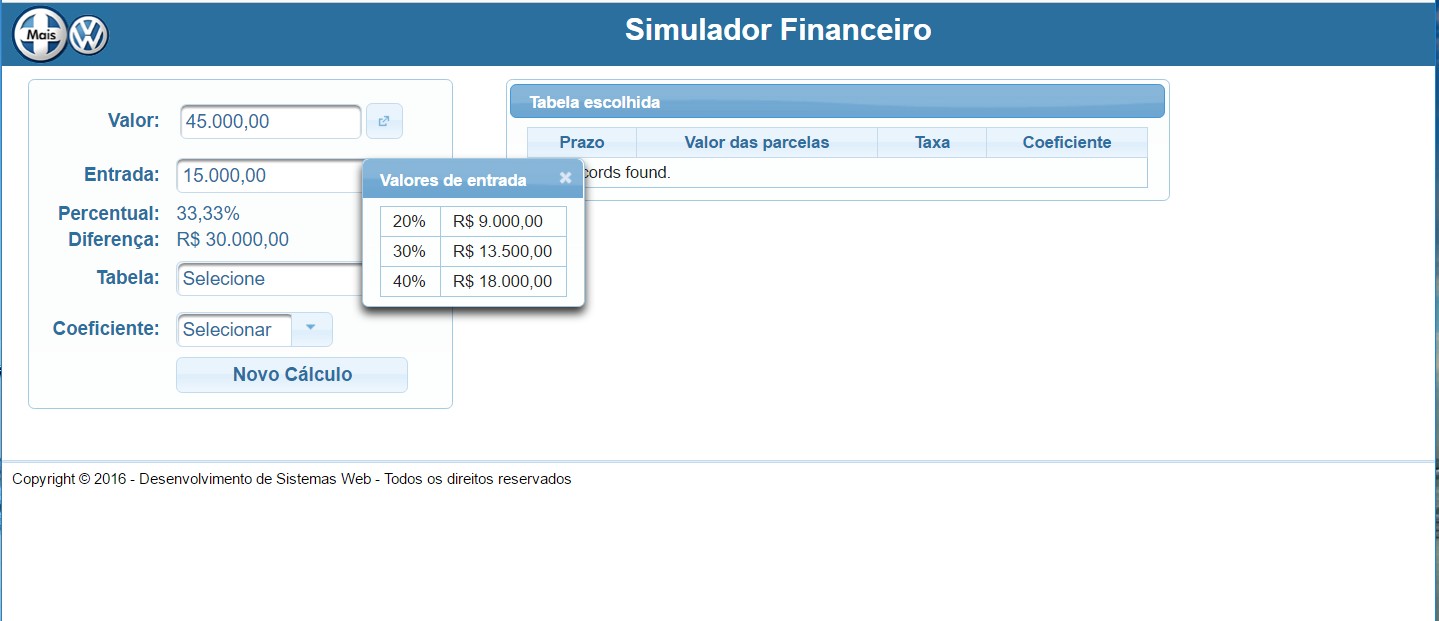 Mais
Simulador Financeiro
Valor: 45.000,00
Entrada: 15.000,00
Percentual: 33,33%
Diferença: R$ 30.000,00
Tabela: Selecione
Coeficiente: Selecionar
Novo Cálculo
Valores de entrada
20% R$ 9.000,00
30% R$ 13.500,00
40% R$ 18.000,00
Tabela escolhida
Prazo Valor das parcelas Taxa Coeficiente
found.
Copyright © 2016 - Desenvolvimento de Sistemas Web - Todos os direitos reservados